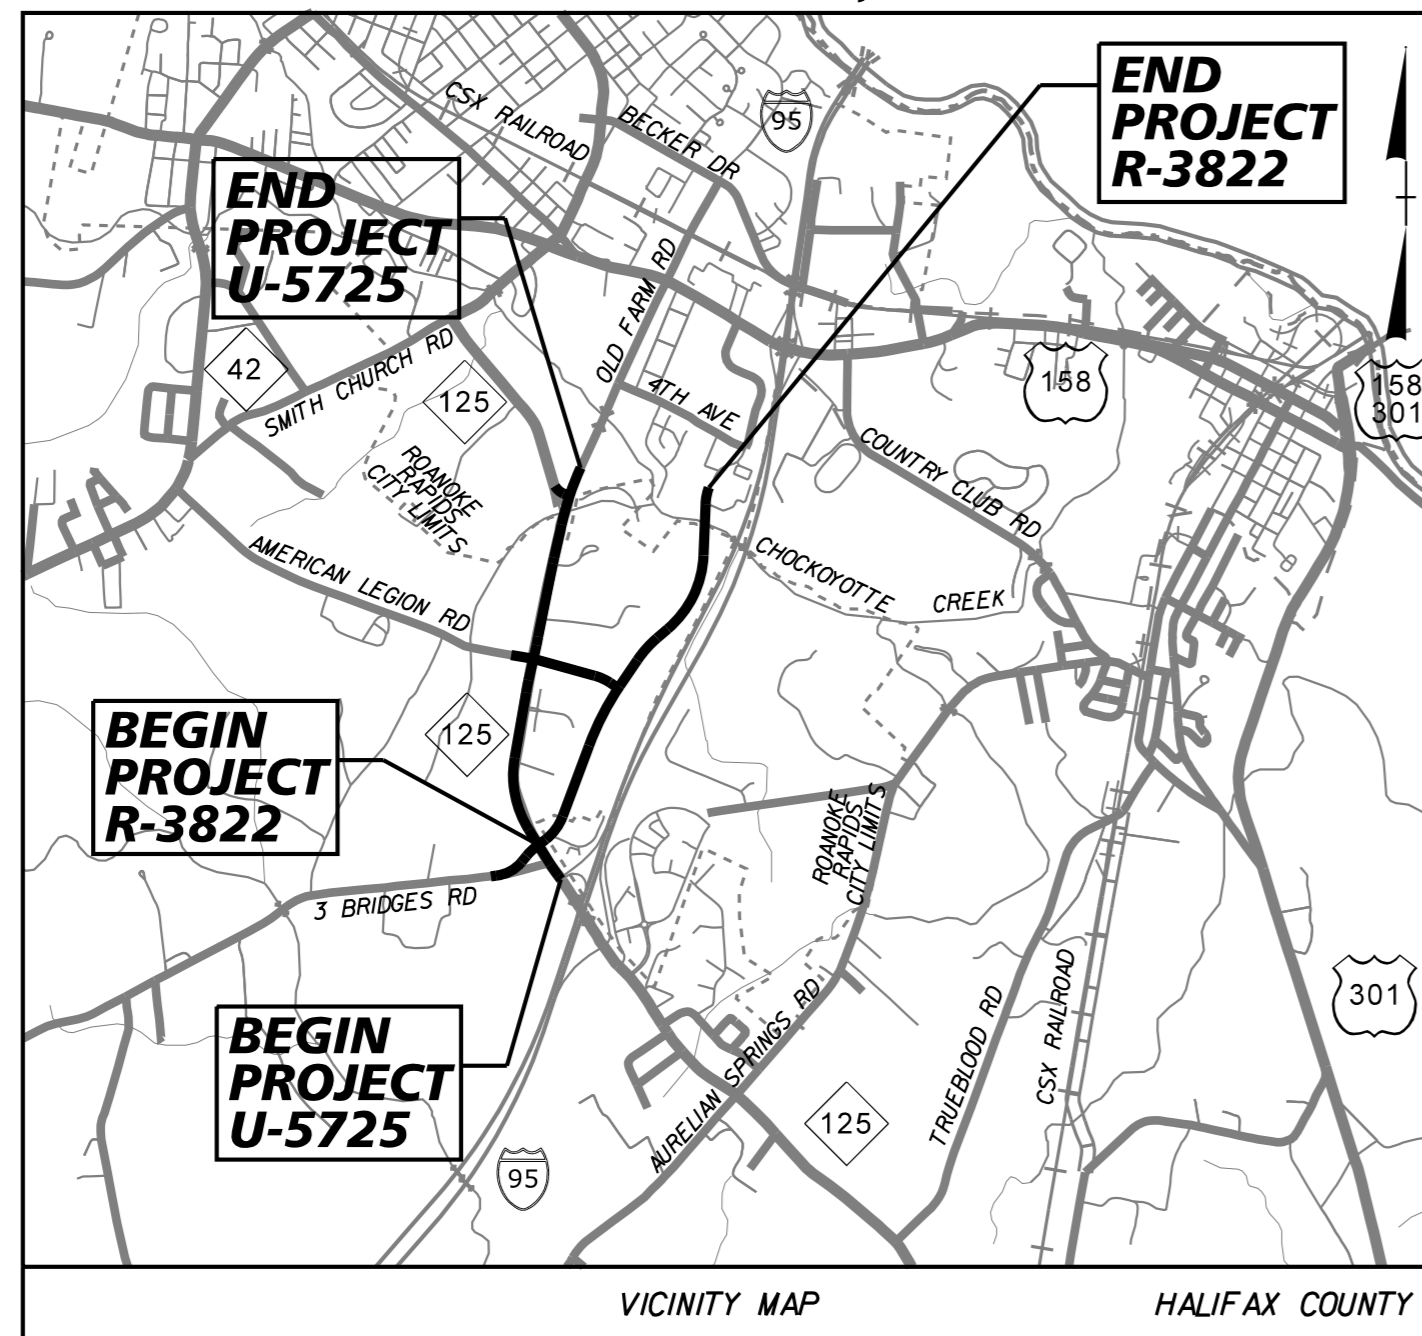 END
PROJECT
R-3822
95
CSX RAILROAD
BECKER DR
END
PROJECT
U-5725
OLD FARM RD
42
SMITH CHURCH RD
125
4TH AVE
158
158
301
ROANOKE
RAPIDS
CITY LIMITS
COUNTRY CLUB RD
AMERICAN LEGION RD
CHOCKOYOTTE
CREEK
BEGIN
PROJECT
R-3822
125
ROANOKE
RAPIDS
CITY LIMITS
3 BRIDGES RD
BEGIN
PROJECT
U-5725
AURELIAN SPRINGS RD
TRUEBLOOD RD
CSX RAILROAD
301
125
95
VICINITY MAP
HALIFAX COUNTY